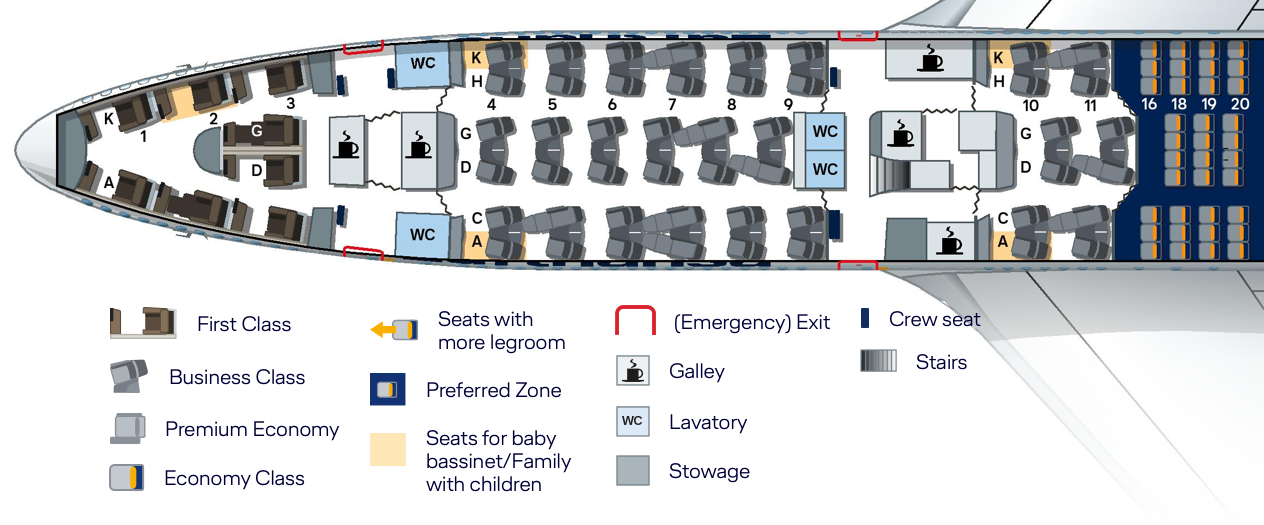 WC
K
H
K
1
2
3
4
5
6
7
8
9
10
11
16
18
19
20
K
G
D
G
D
WC
WC
G
D
A
C
A
WC
C
A
First Class
Business Class
Premium Economy
Economy Class
Seats with
more legroom
Preferred Zone
Seats for baby
bassinet/Family
with children
(Emergency) Exit
Galley
WC
Lavatory
Stowage
Crew seat
Stairs